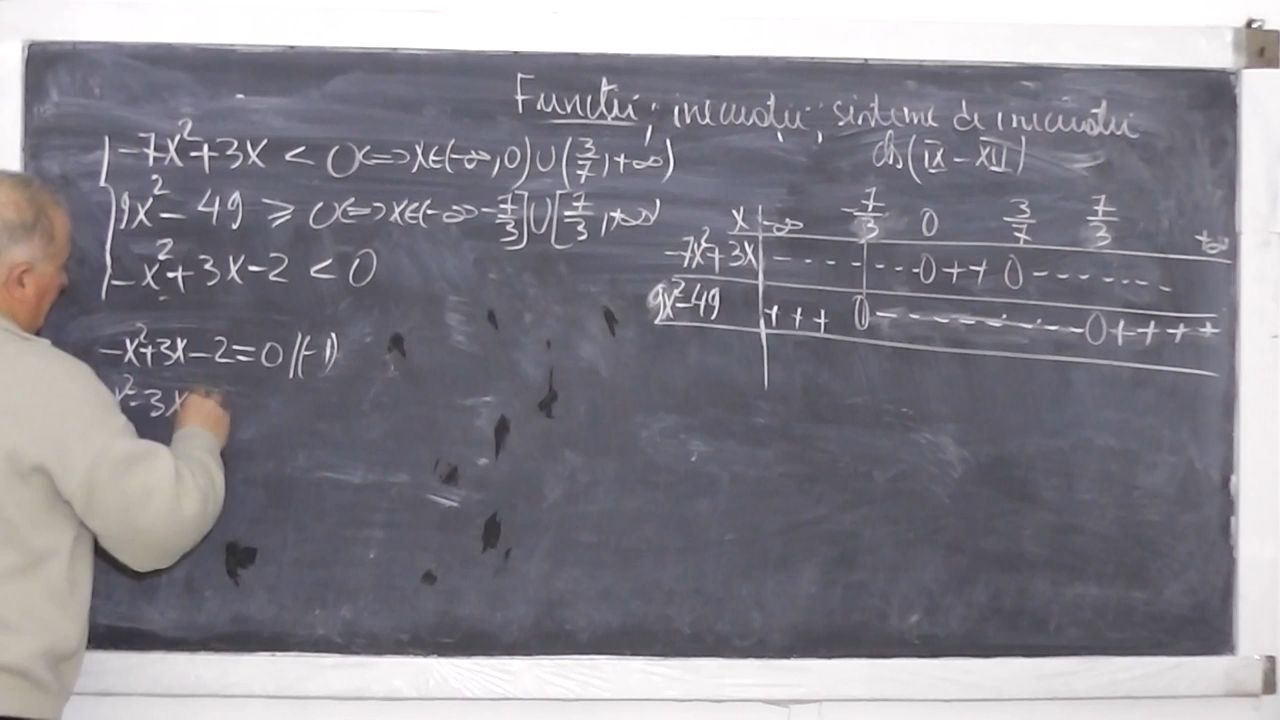 Funcții; inecuații; sisteme de inecuații
cls (IX - XII)
-7x²+3x < 0 <=> x∈(-∞, 0) ∪ (3/7, +∞)
9x² - 49 ⩾ 0 <=> x∈(-∞ -7/3] ∪ [7/3, +∞)
-x² + 3x - 2 < 0
-x²+3x-2=0 |(-1)
x²-3x
x | -∞ -7/3 0 3/7 7/3 +∞
-7x²+3x | - - - - - - - - 0 + + 0 - - - - - - -
9x²-49 | + + + 0 - - - - - - - - - 0 + + + +